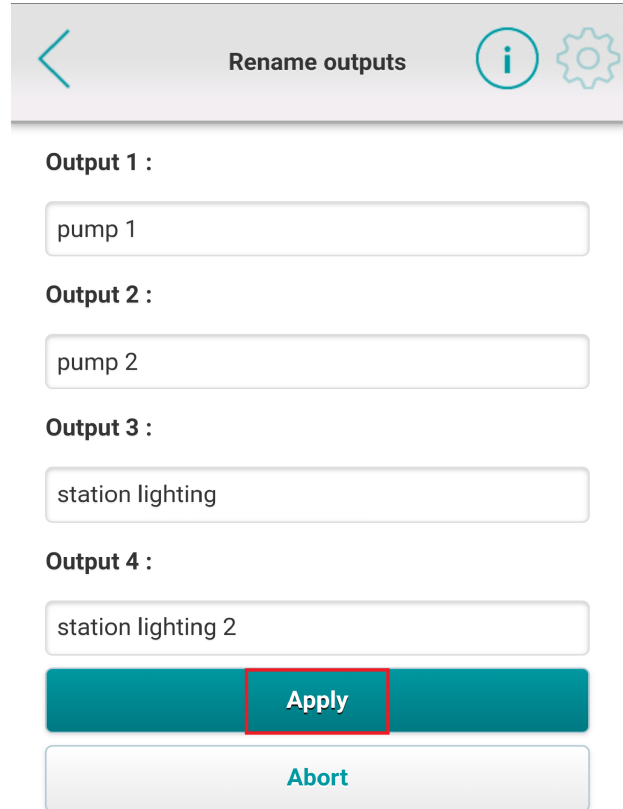 Rename outputs
i
Output 1 :
pump 1
Output 2 :
pump 2
Output 3 :
station lighting
Output 4 :
station lighting 2
Apply
Abort